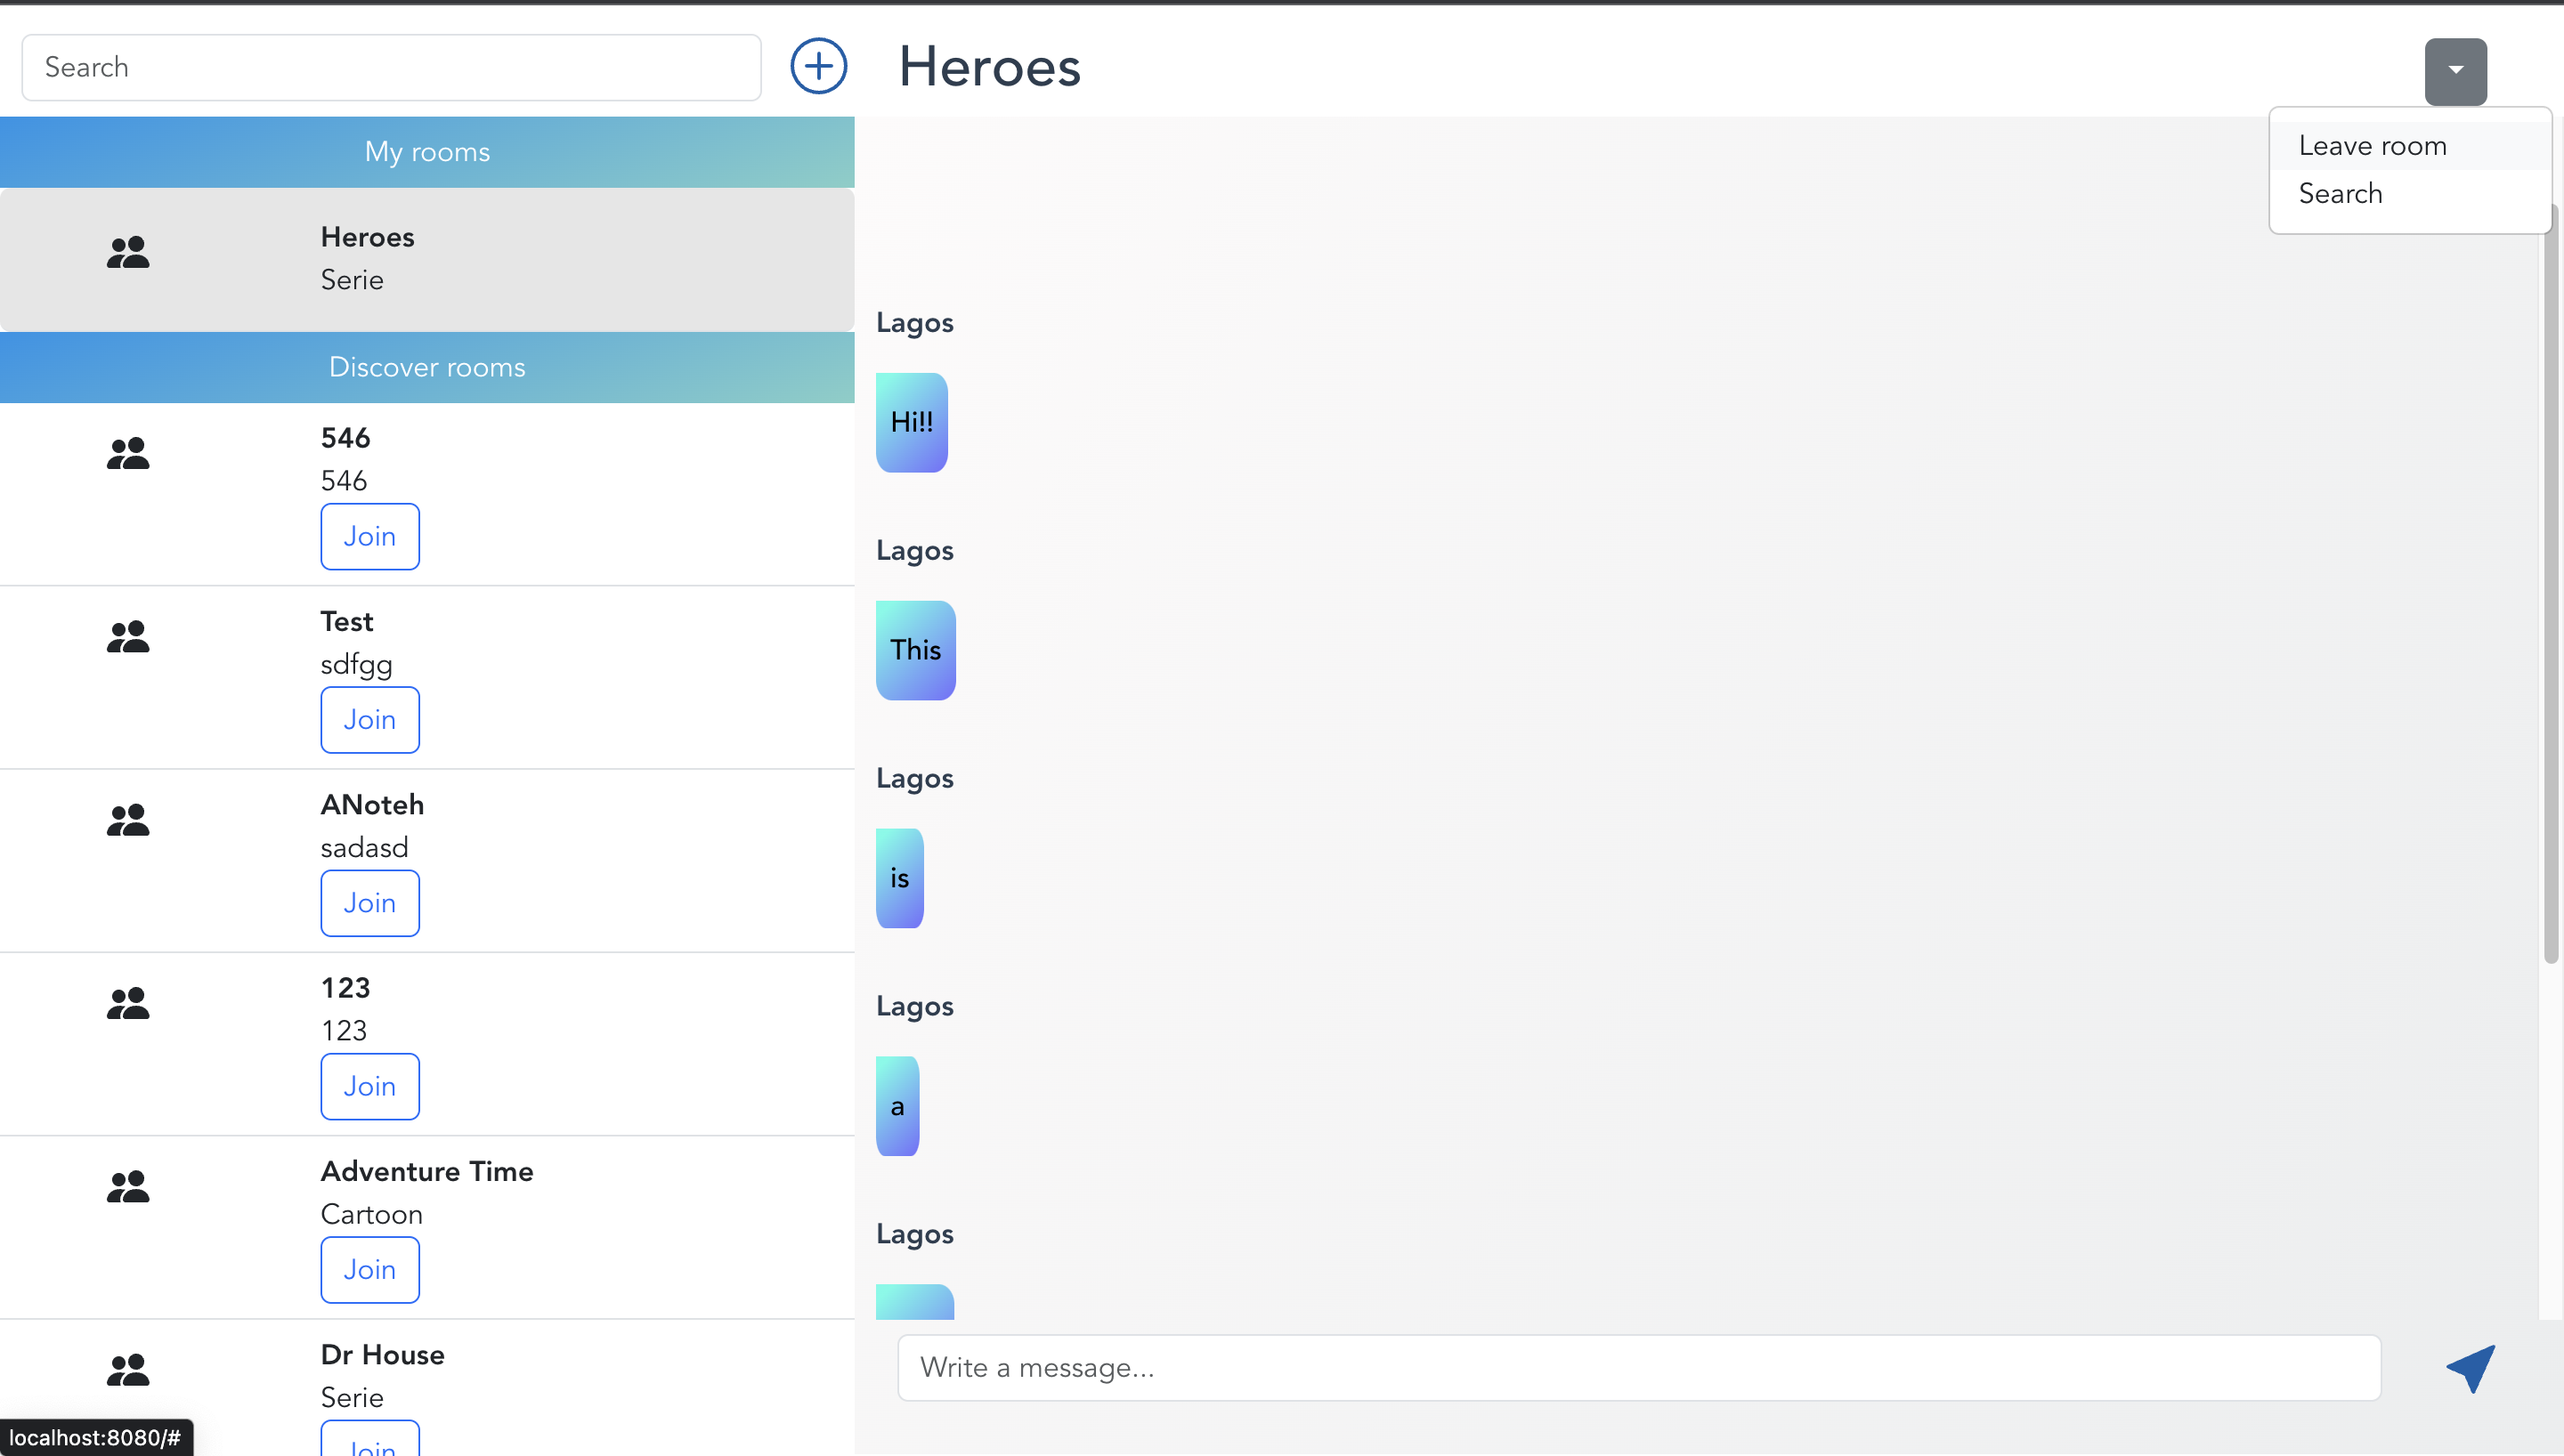 Search
My rooms
Heroes
Serie
Discover rooms
546
546
Join
Test
sdfgg
Join
ANoteh
sadasd
Join
123
123
Join
Adventure Time
Cartoon
Join
Dr House
Serie
Join
localhost:8080/#
Heroes
Leave room
Search
Lagos
Hi!!
Lagos
This
Lagos
is
Lagos
a
Lagos
Write a message...